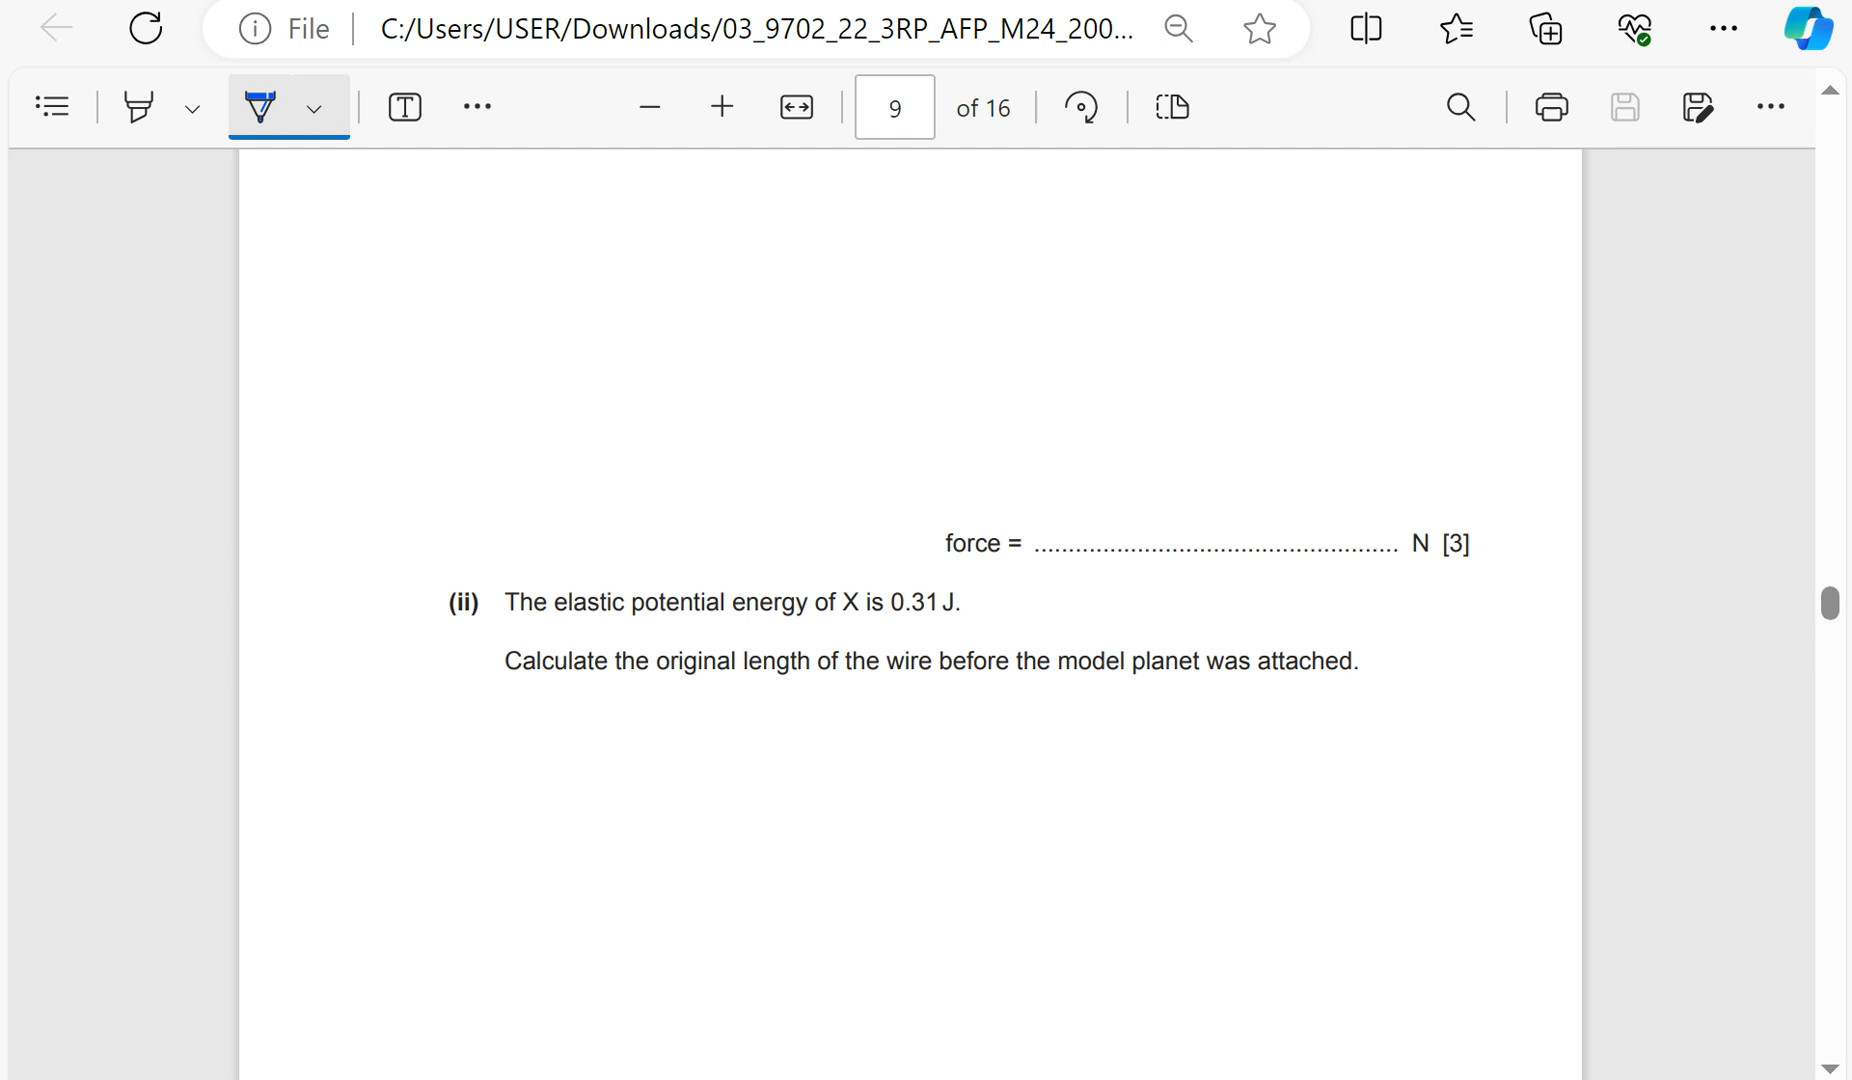 File C:/Users/USER/Downloads/03_9702_22_3RP_AFP_M24_200...
T 9 of 16
force = ..................................................... N [3]
(ii) The elastic potential energy of X is 0.31 J.
Calculate the original length of the wire before the model planet was attached.